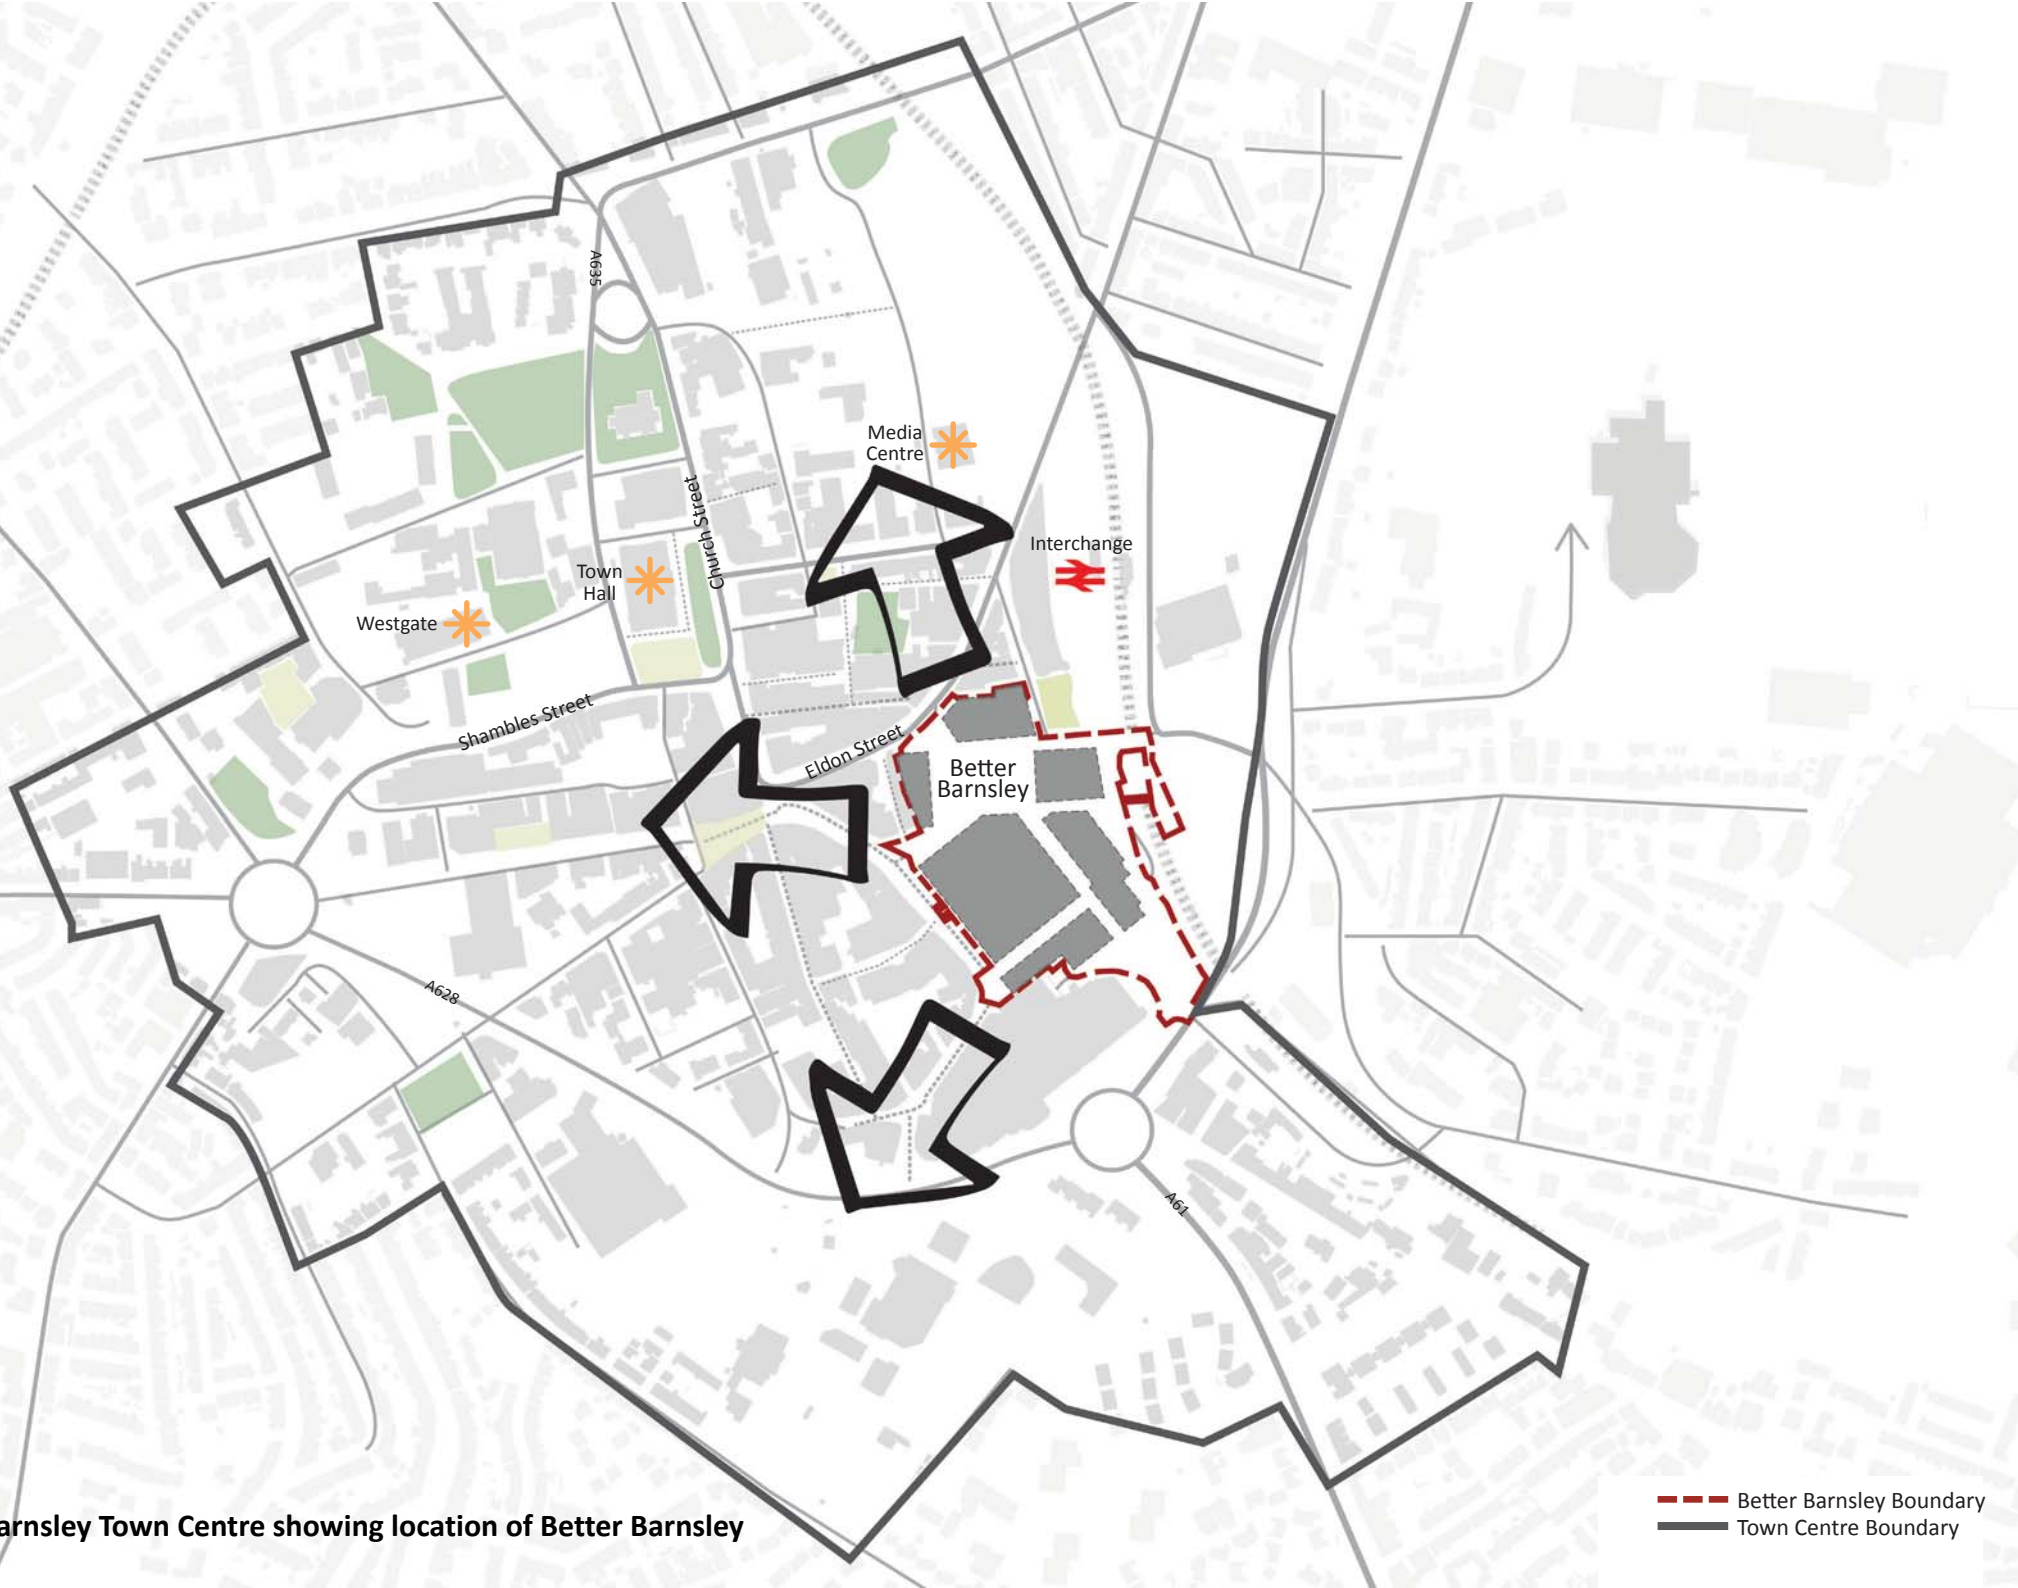 A635
Media
Centre
Church Street
Interchange
Town
Hall
Westgate
Shambles Street
Eldon Street
Better
Barnsley
A628
A61
arnsley Town Centre showing location of Better Barnsley
Better Barnsley Boundary
Town Centre Boundary